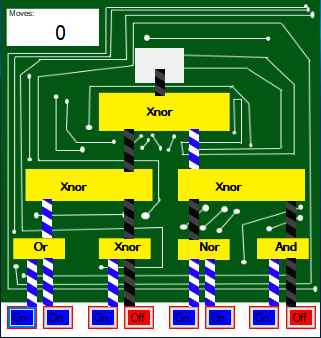 Moves:
0
Xnor
Xnor Xnor
Or Xnor Nor And
On On On Off On On On Off